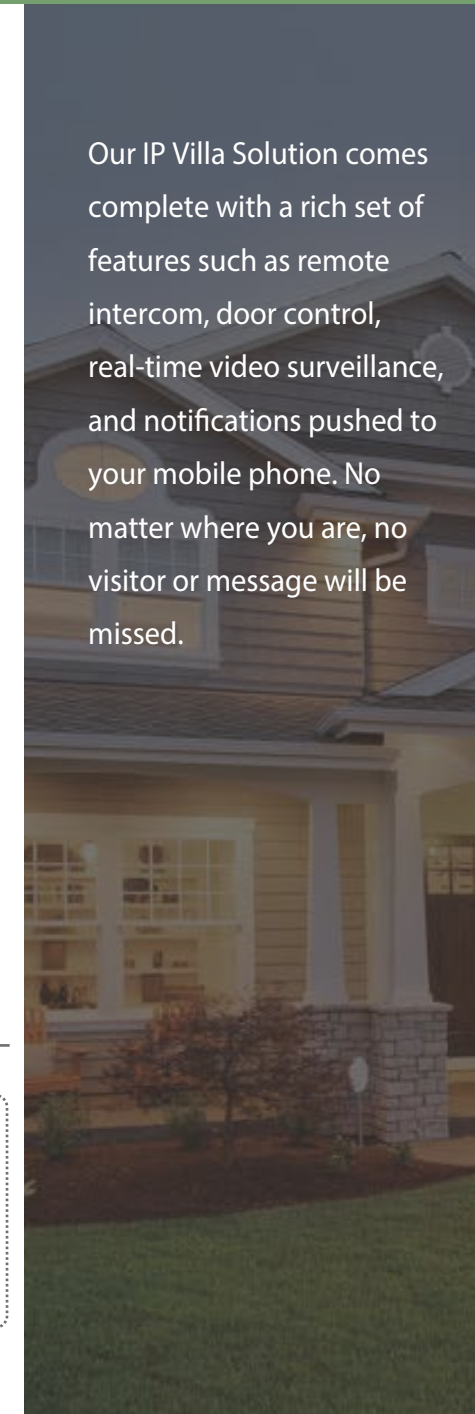 Our IP Villa Solution comes
complete with a rich set of
features such as remote
intercom, door control,
real-time video surveillance,
and notifications pushed to
your mobile phone. No
matter where you are, no
visitor or message will be
missed.